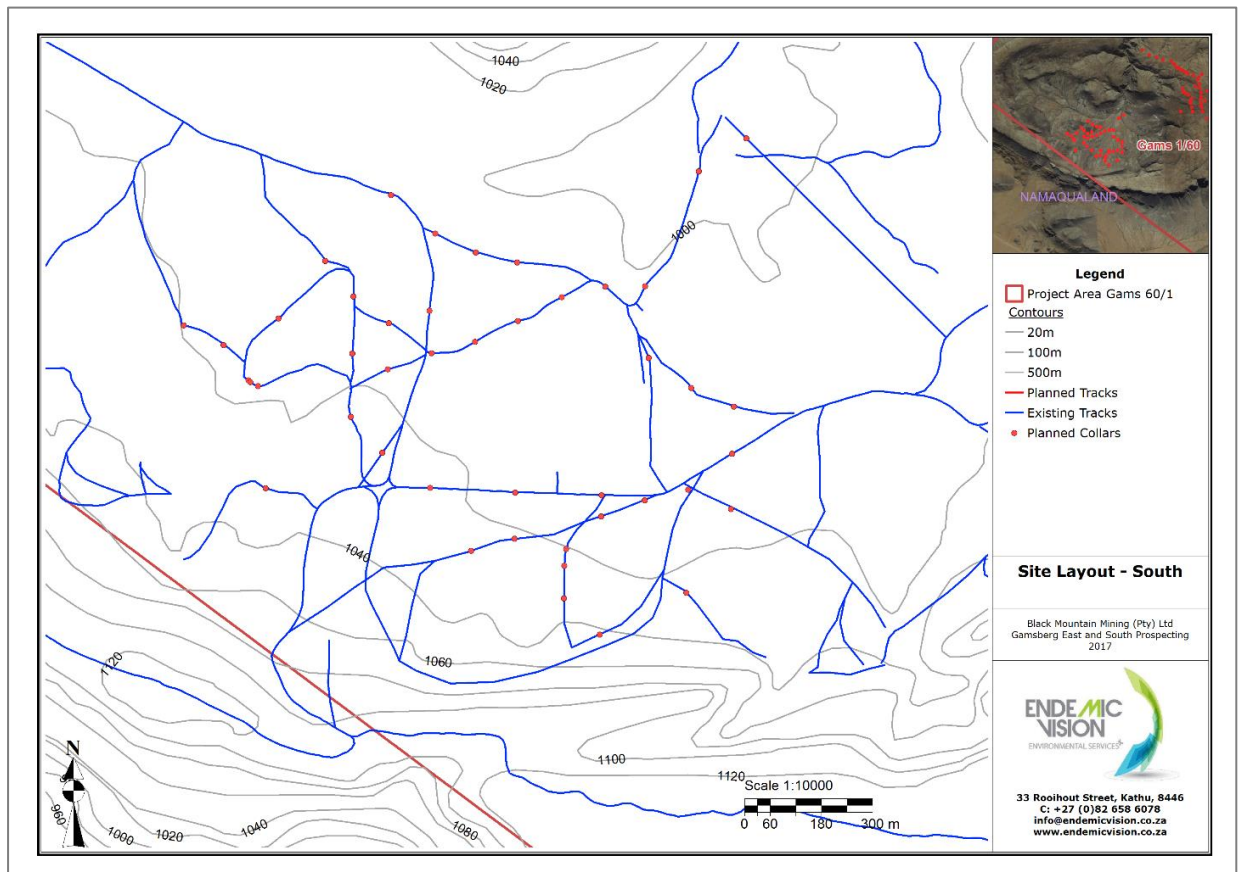 1040
1020
1000
1040
1060
1120
1100
1120
960
1000
1020
1040
1080
N
Scale 1:10000
0 60 180 300 m
Gams 1/60
NAMAQUALAND
Legend
Project Area Gams 60/1
Contours
20m
100m
500m
Planned Tracks
Existing Tracks
Planned Collars
Site Layout - South
Black Mountain Mining (Pty) Ltd
Gamsberg East and South Prospecting
2017
ENDEMIC
VISION
ENVIRONMENTAL SERVICES
33 Rooihout Street, Kathu, 8446
C: +27 (0)82 658 6078
info@endemicvision.co.za
www.endemicvision.co.za